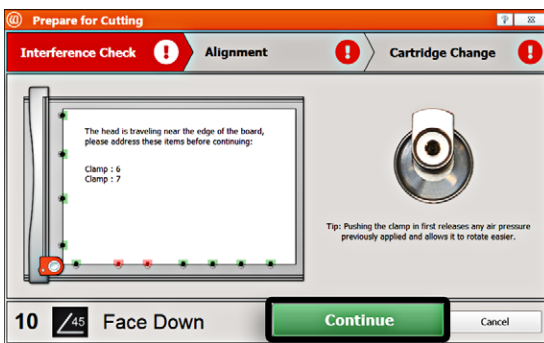 Prepare for Cutting
? 
Interference Check ! Alignment ! Cartridge Change !
The head is traveling near the edge of the board,
please address these items before continuing:
Clamp : 6
Clamp : 7
Tip: Pushing the clamp in first releases any air pressure
previously applied and allows it to rotate easier.
10 45 Face Down
Continue
Cancel